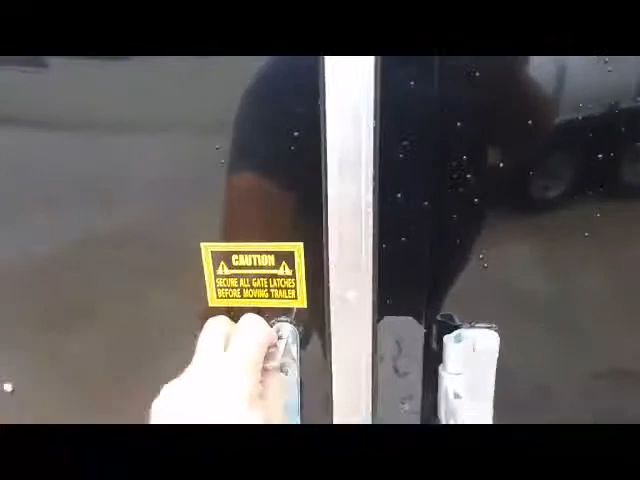 CAUTION
SECURE ALL GATE LATCHES
BEFORE MOVING TRAILER